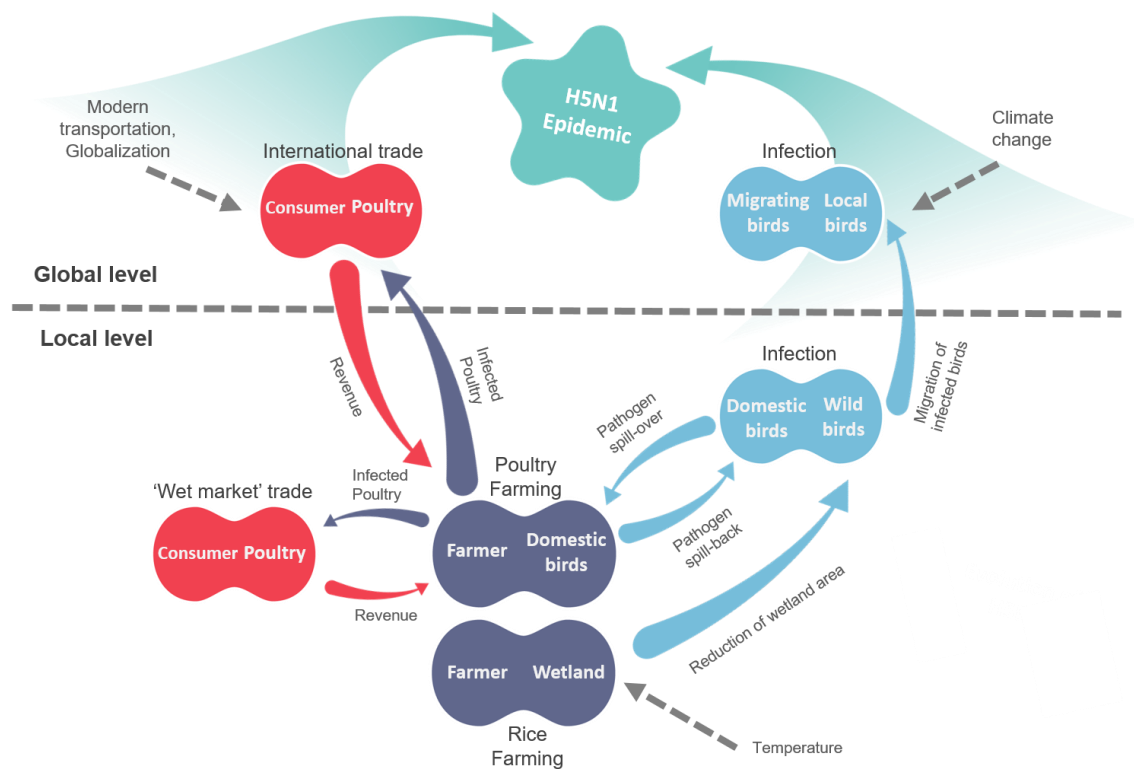 H5N1
Epidemic
Modern
transportation,
Globalization
International trade
Consumer Poultry
Infection
Migrating
birds
Local
birds
Climate
change
Global level
Local level
Revenue
Infected
Poultry
Infection
Domestic
birds
Wild
birds
Migration of
infected birds
Pathogen
spill-over
Pathogen
spill-back
Poultry
Farming
Farmer
Domestic
birds
Infected
Poultry
'Wet market' trade
Consumer Poultry
Revenue
Reduction of wetland area
Farmer
Wetland
Rice
Farming
Temperature